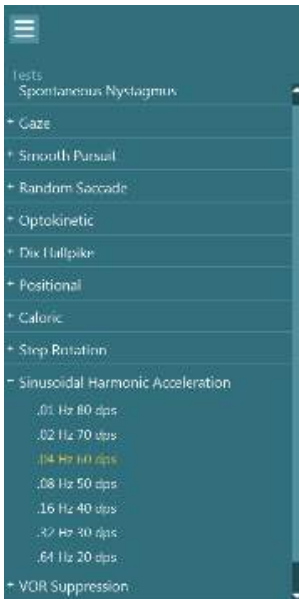 Tests
Spontaneous Nystagmus
+ Gaze
+ Smooth Pursuit
+ Random Saccade
+ Optokinetic
+ Dix Hallpike
+ Positional
+ Caloric
+ Step Rotation
- Sinusoidal Harmonic Acceleration
.01 Hz 80 dps
.02 Hz 70 dps
.04 Hz 60 dps
.08 Hz 50 dps
.16 Hz 40 dps
.32 Hz 30 dps
.64 Hz 20 dps
+ VOR Suppression